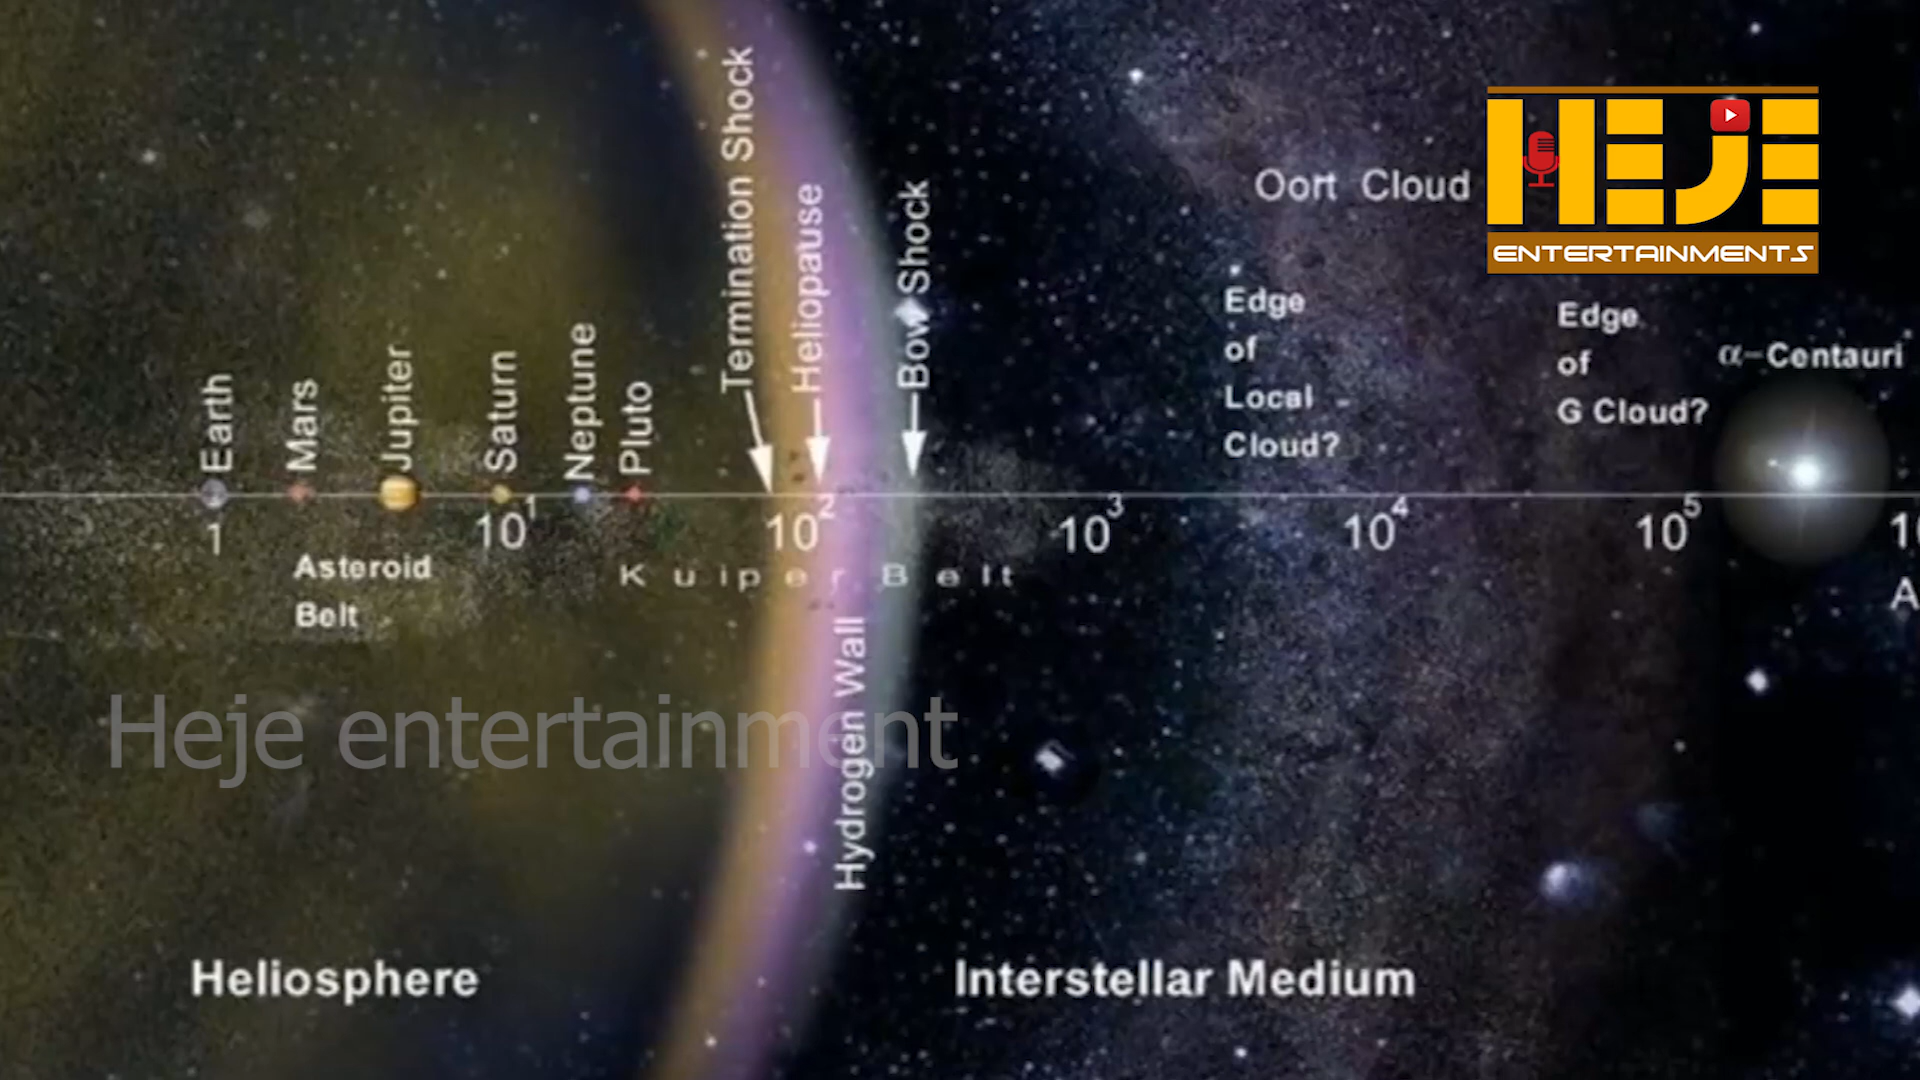 Termination Shock
Heliopause
Bow Shock
Oort Cloud
HEJE
ENTERTAINMENTS
Edge
of
Local
Cloud?
Edge
of
G Cloud?
α-Centauri
Earth
Mars
Jupiter
Saturn
Neptune
Pluto
1
10¹
10²
10³
10⁴
10⁵
Asteroid
Belt
Kuiper Belt
Hydrogen Wall
Heje entertainment
Heliosphere
Interstellar Medium